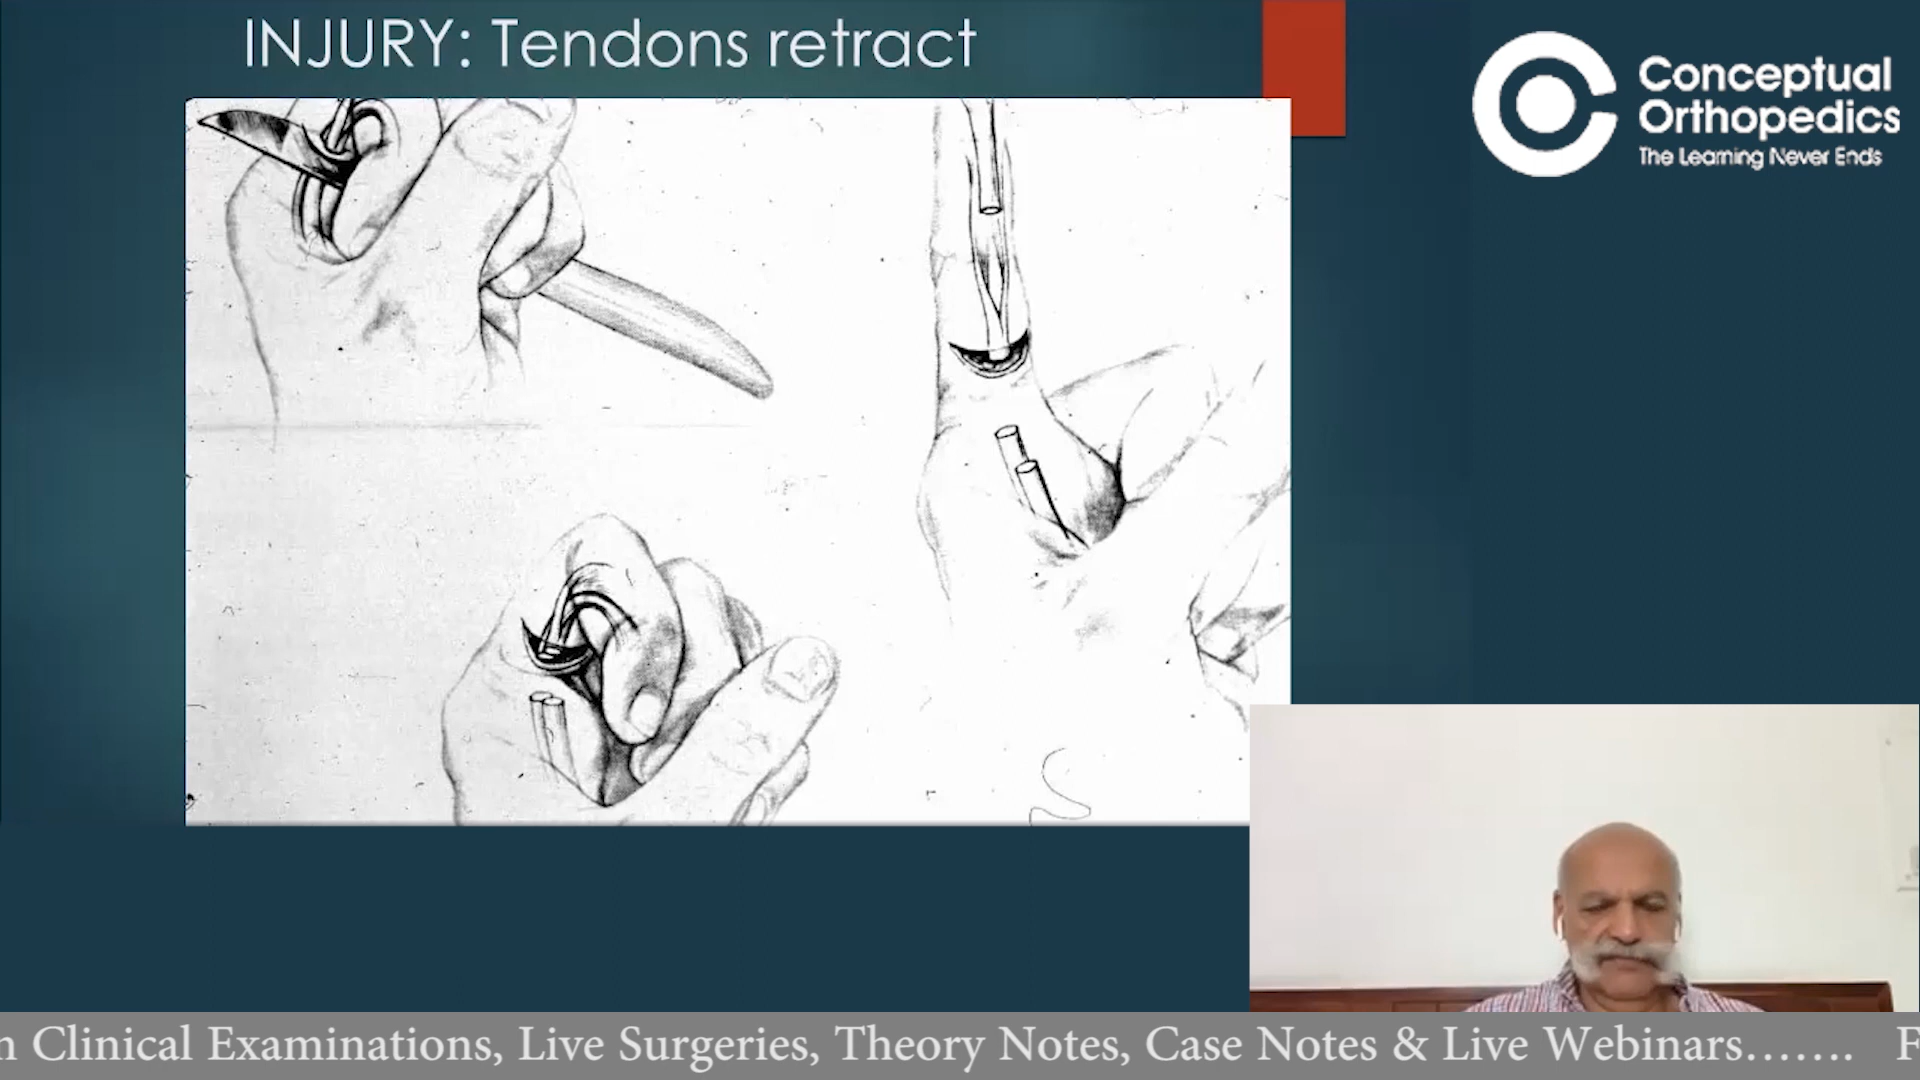 INJURY: Tendons retract
Conceptual
Orthopedics
The Learning Never Ends
n Clinical Examinations, Live Surgeries, Theory Notes, Case Notes & Live Webinars....... F